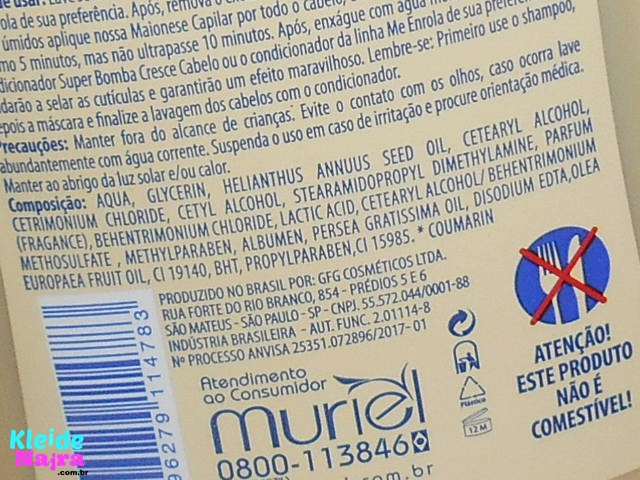 ola de sua preferência. Após, remova o
úmidos aplique nossa Maionese Capilar por todo o cabelo,
mo 5 minutos, mas não ultrapasse 10 minutos. Após, enxágue com água
dicionador Super Bomba Cresce Cabelo ou o condicionador da linha Me Enrola de sua
darão a selar as cutículas e garantirão um efeito maravilhoso. Lembre-se: Primeiro use o shampoo,
epois a máscara e finalize a lavagem dos cabelos com o condicionador.
Precauções: Manter fora do alcance de crianças. Evite o contato com os olhos, caso ocorra lave
abundantemente com água corrente. Suspenda o uso em caso de irritação e procure orientação médica.
Manter ao abrigo da luz solar e/ou calor.
Composição: AQUA, GLYCERIN, HELIANTHUS ANNUUS SEED OIL, CETEARYL ALCOHOL,
CETRIMONIUM CHLORIDE, CETYL ALCOHOL, STEARAMIDOPROPYL DIMETHYLAMINE, PARFUM
(FRAGANCE), BEHENTRIMONIUM CHLORIDE, LACTIC ACID, CETEARYL ALCOHOL/ BEHENTRIMONIUM
METHOSULFATE , METHYLPARABEN, ALBUMEN, PERSEA GRATISSIMA OIL, DISODIUM EDTA,OLEA
EUROPAEA FRUIT OIL, CI 19140, BHT, PROPYLPARABEN,CI 15985. * COUMARIN
PRODUZIDO NO BRASIL POR: GFG COSMÉTICOS LTDA.
RUA FORTE DO RIO BRANCO, 854 - PRÉDIOS 5 E 6
SÃO MATEUS - SÃO PAULO - SP - CNPJ. 55.572.044/0001-88
INDÚSTRIA BRASILEIRA - AUT. FUNC. 2.01114-8
Nº PROCESSO ANVISA 25351.072896/2017- 01
96279 114783
Atendimento
ao Consumidor
muriel
0800-113846
.com.br
Plástico
12 M
ATENÇÃO!
ESTE PRODUTO
NÃO É
COMESTÍVEL!
Kleide
Majra
.com.br